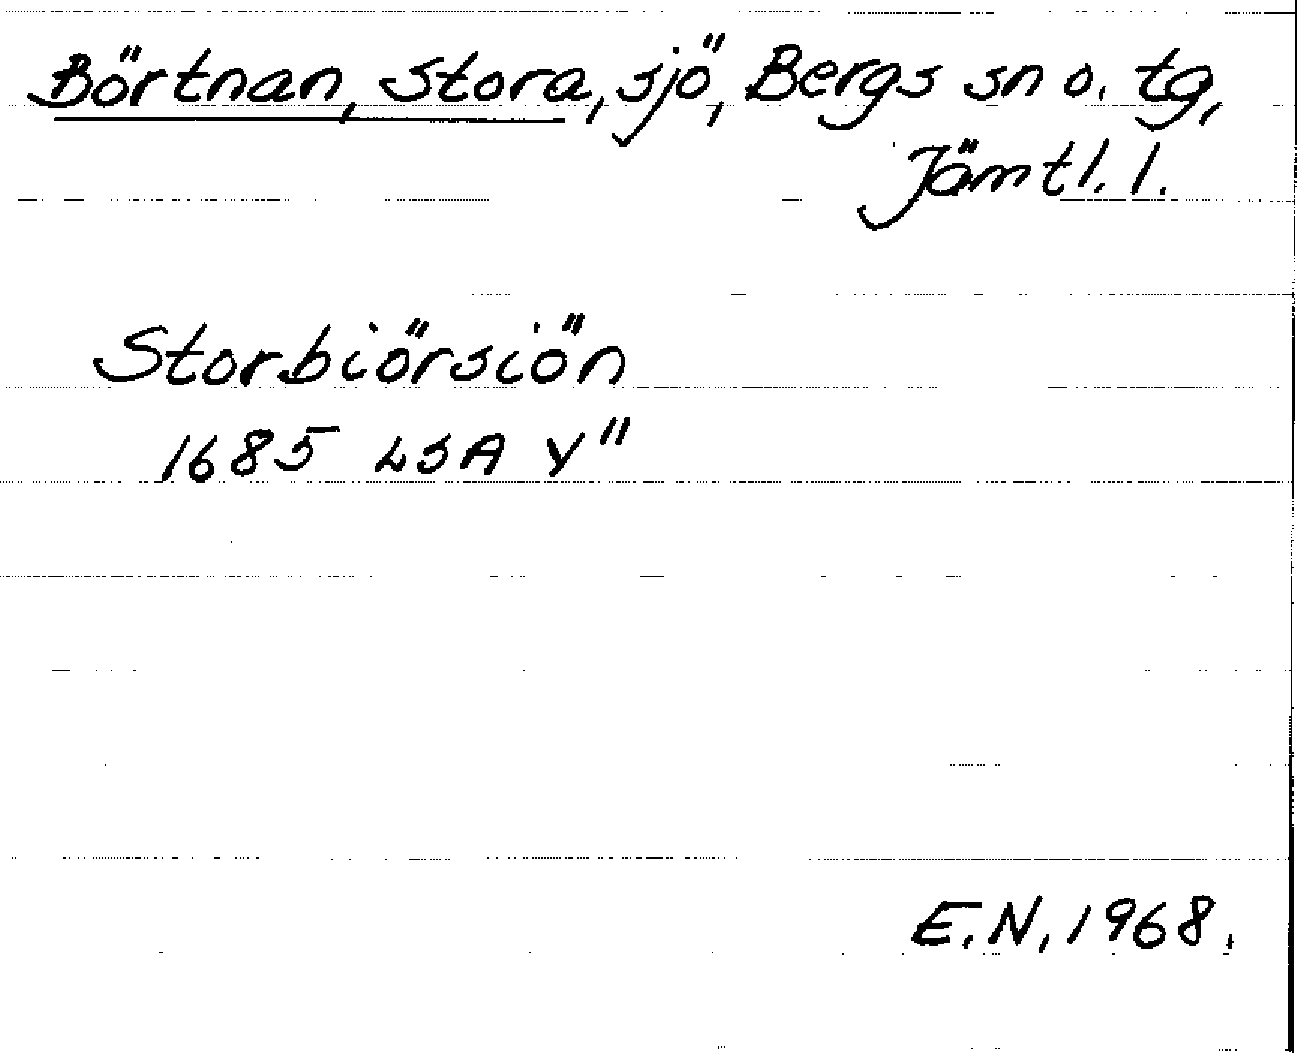 Börtnan, Stora, sjö, Bergs sn o. tg,
Jämtl. l.
Storbiörsiön
1685 LSA Y"
E.N. 1968.